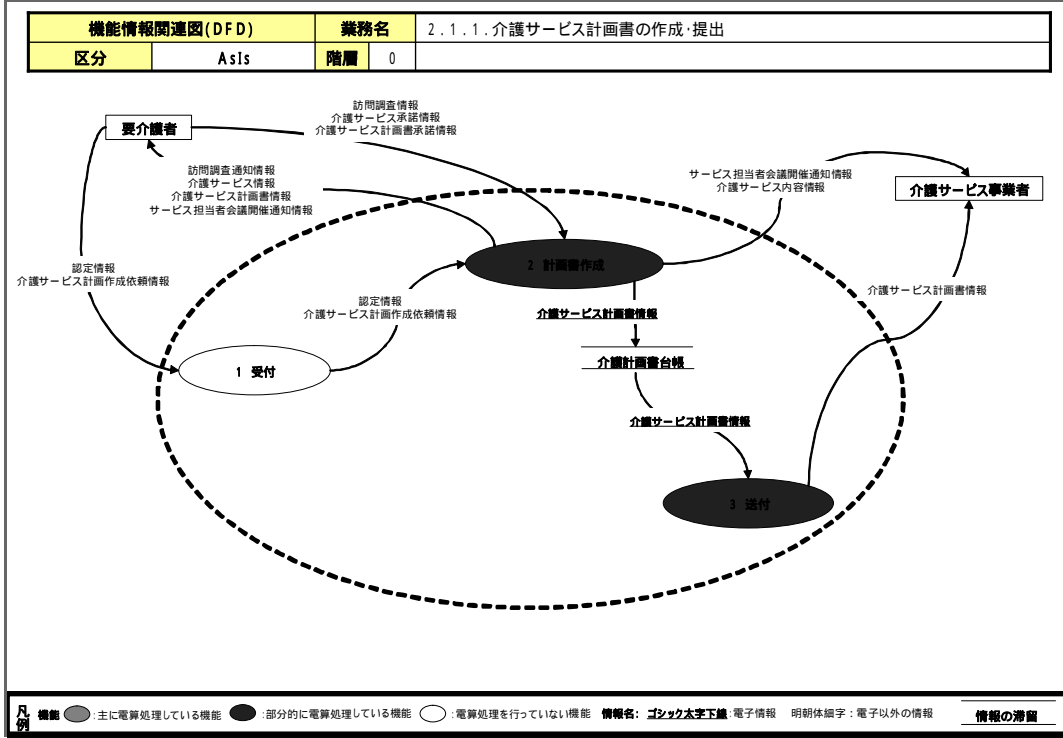 機能情報関連図(DFD) 業務名 2.1.1.介護サービス計画書の作成･提出
区分 AsIs 階層 0
訪問調査情報
介護サービス承諾情報
介護サービス計画書承諾情報
要介護者
訪問調査通知情報
介護サービス情報
介護サービス計画書情報
サービス担当者会議開催通知情報
サービス担当者会議開催通知情報
介護サービス内容情報
介護サービス事業者
認定情報
介護サービス計画作成依頼情報
2 計画書作成
認定情報
介護サービス計画作成依頼情報
介護サービス計画書情報
介護サービス計画書情報
介護計画書台帳
1 受付
介護サービス計画書情報
3 送付
凡例 機能 :主に電算処理している機能 :部分的に電算処理している機能 :電算処理を行っていない機能 情報名: ゴシック太字下線:電子情報 明朝体細字:電子以外の情報 情報の滞留